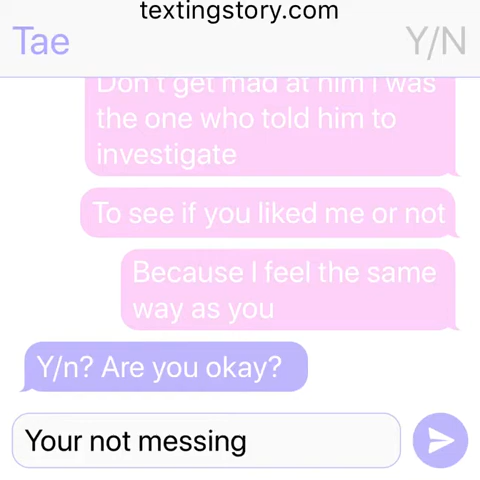 textingstory.com
Tae Y/N
Don't get mad at him I was
the one who told him to
investigate
To see if you liked me or not
Because I feel the same
way as you
Y/n? Are you okay?
Your not messing